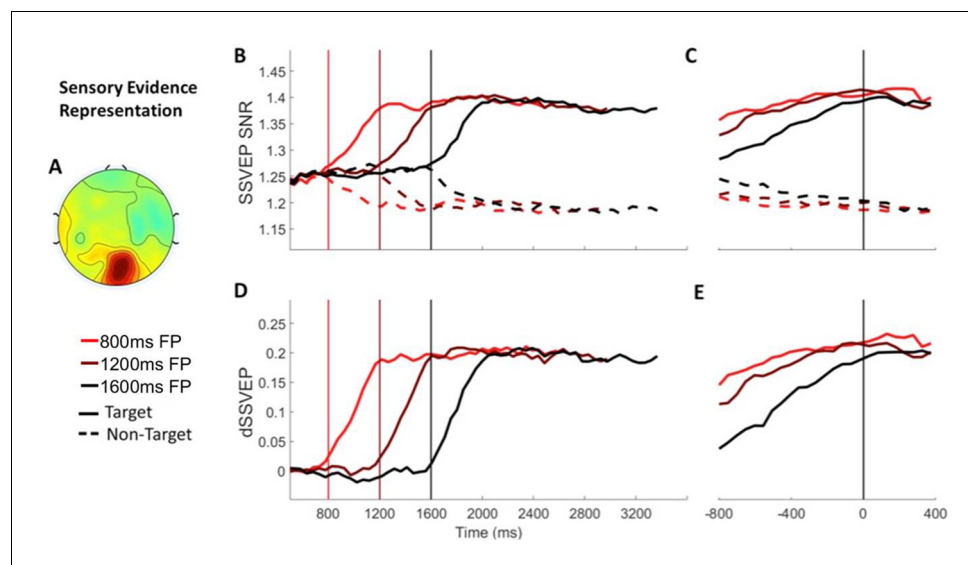 Sensory Evidence
Representation
A
800ms FP
1200ms FP
1600ms FP
Target
Non-Target
B
SSVEP SNR
1.45
1.4
1.35
1.3
1.25
1.2
1.15
C
D
dSSVEP
0.25
0.2
0.15
0.1
0.05
0
800 1200 1600 2000 2400 2800 3200
Time (ms)
E
-800 -400 0 400